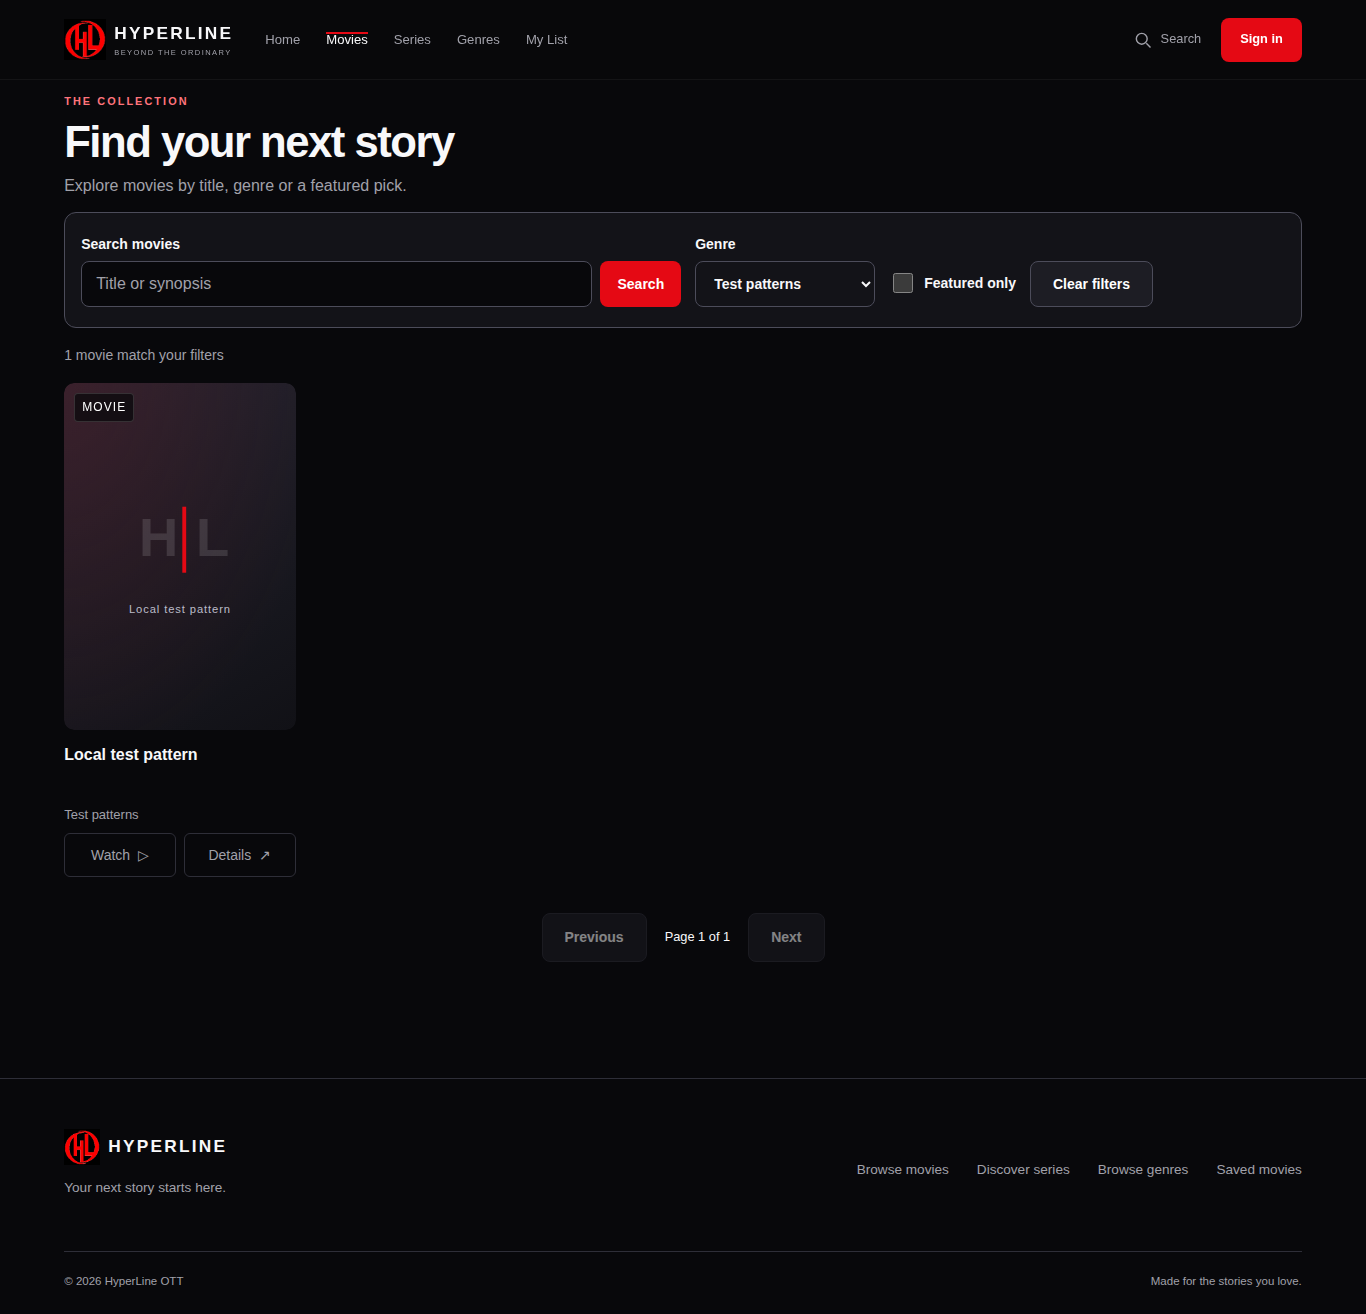 HYPERLINE
BEYOND THE ORDINARY
Home Movies Series Genres My List
Search
Sign in
THE COLLECTION
Find your next story
Explore movies by title, genre or a featured pick.
Search movies
Genre
Title or synopsis
Search
Test patterns
Featured only
Clear filters
1 movie match your filters
MOVIE
H|L
Local test pattern
Local test pattern
Test patterns
Watch ▷
Details ↗
Previous
Page 1 of 1
Next
HL HYPERLINE
Your next story starts here.
Browse movies Discover series Browse genres Saved movies
© 2026 HyperLine OTT
Made for the stories you love.